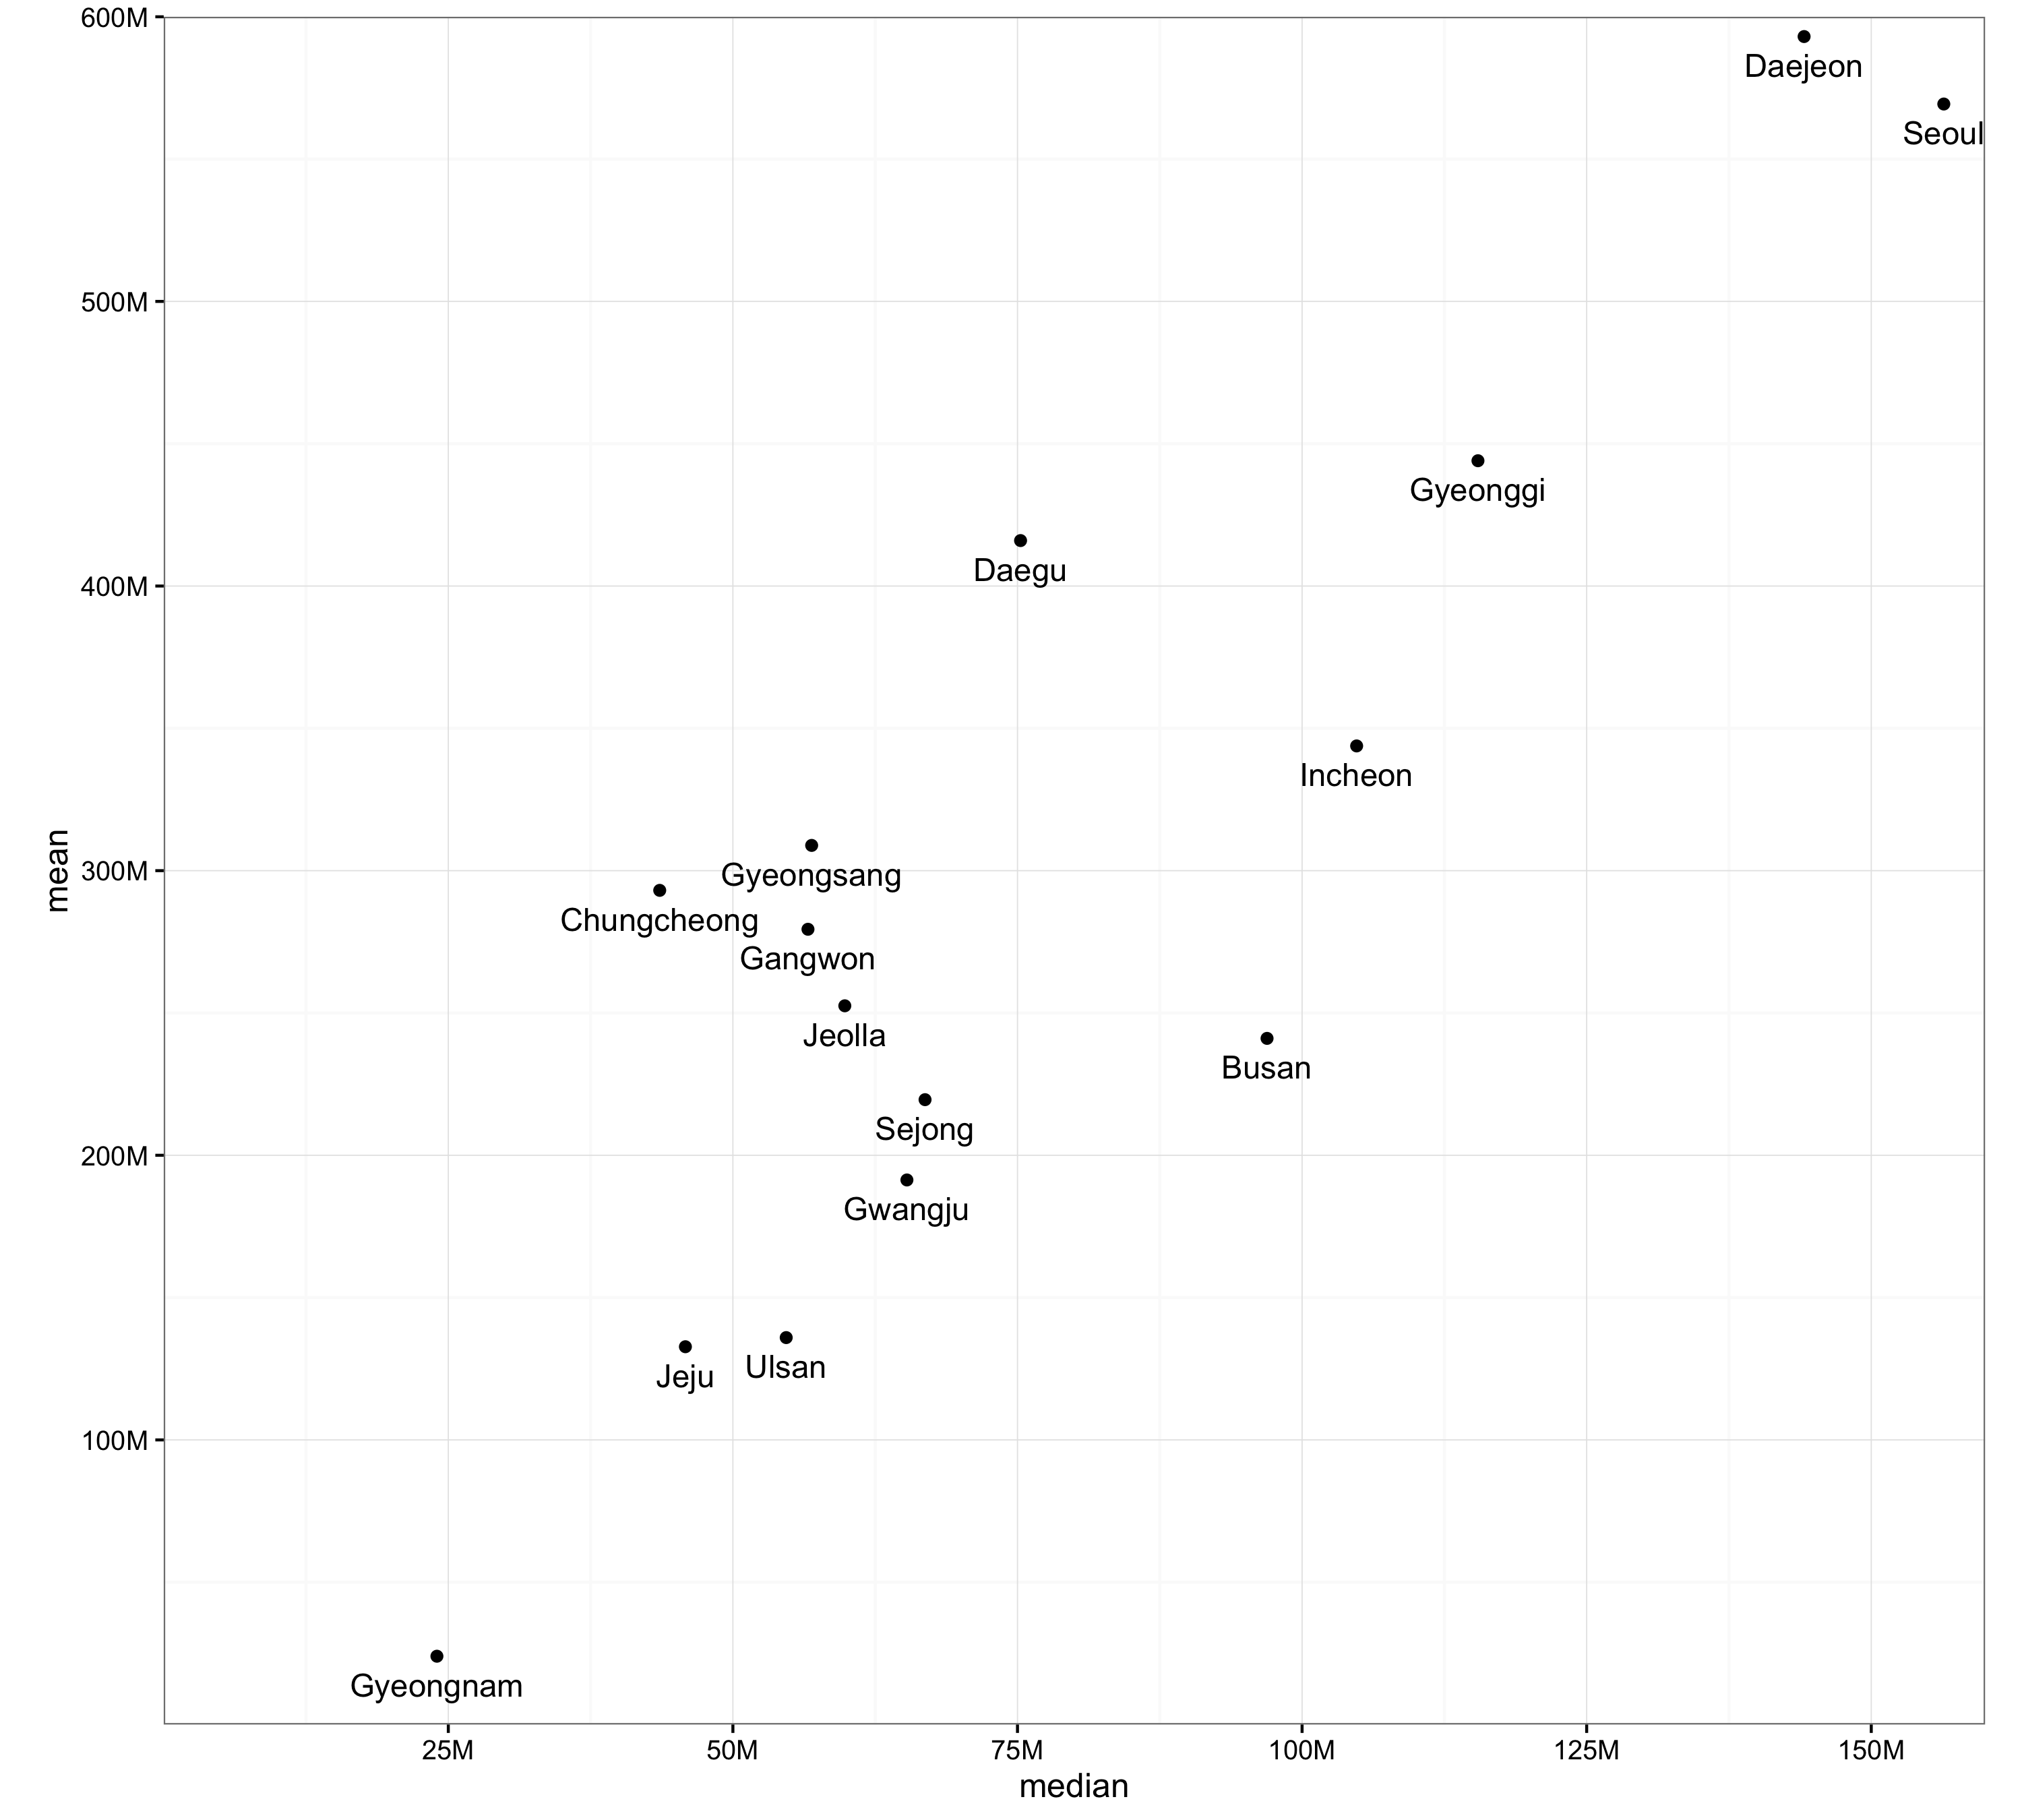 600M
Daejeon
Seoul
500M
Gyeonggi
Daegu
400M
Incheon
mean
300M
Gyeongsang
Chungcheong
Gangwon
Jeolla
Busan
Sejong
200M
Gwangju
Jeju
Ulsan
100M
Gyeongnam
25M 50M 75M 100M 125M 150M
median